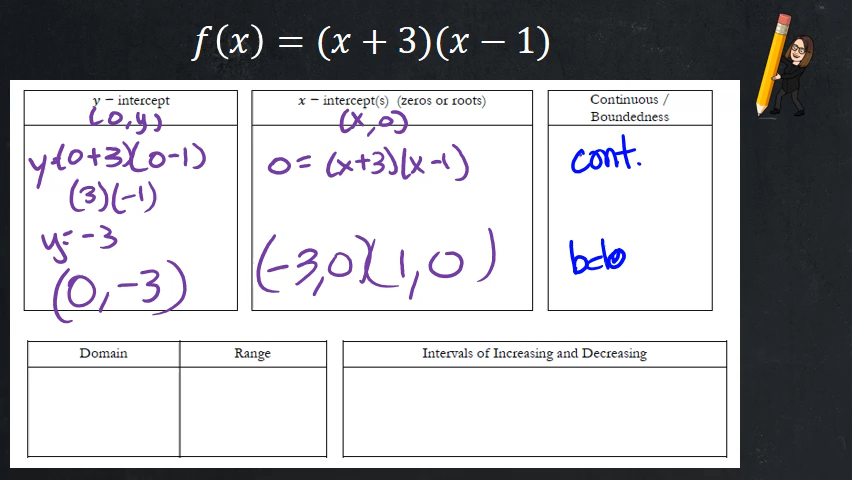 f(x) = (x + 3)(x − 1)
y − intercept
(0,y)
y=(0+3)(0-1)
(3)(-1)
y= -3
(0,-3)
x − intercept(s) (zeros or roots)
(x,0)
0= (x+3)(x-1)
(-3,0)(1,0)
Continuous /
Boundedness
cont.
Domain
Range
Intervals of Increasing and Decreasing